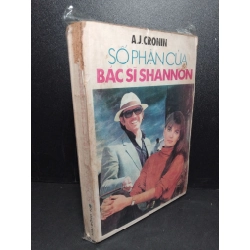 A.J.CRONIN
SỐ PHẬN CỦA
BÁC SĨ SHANNON